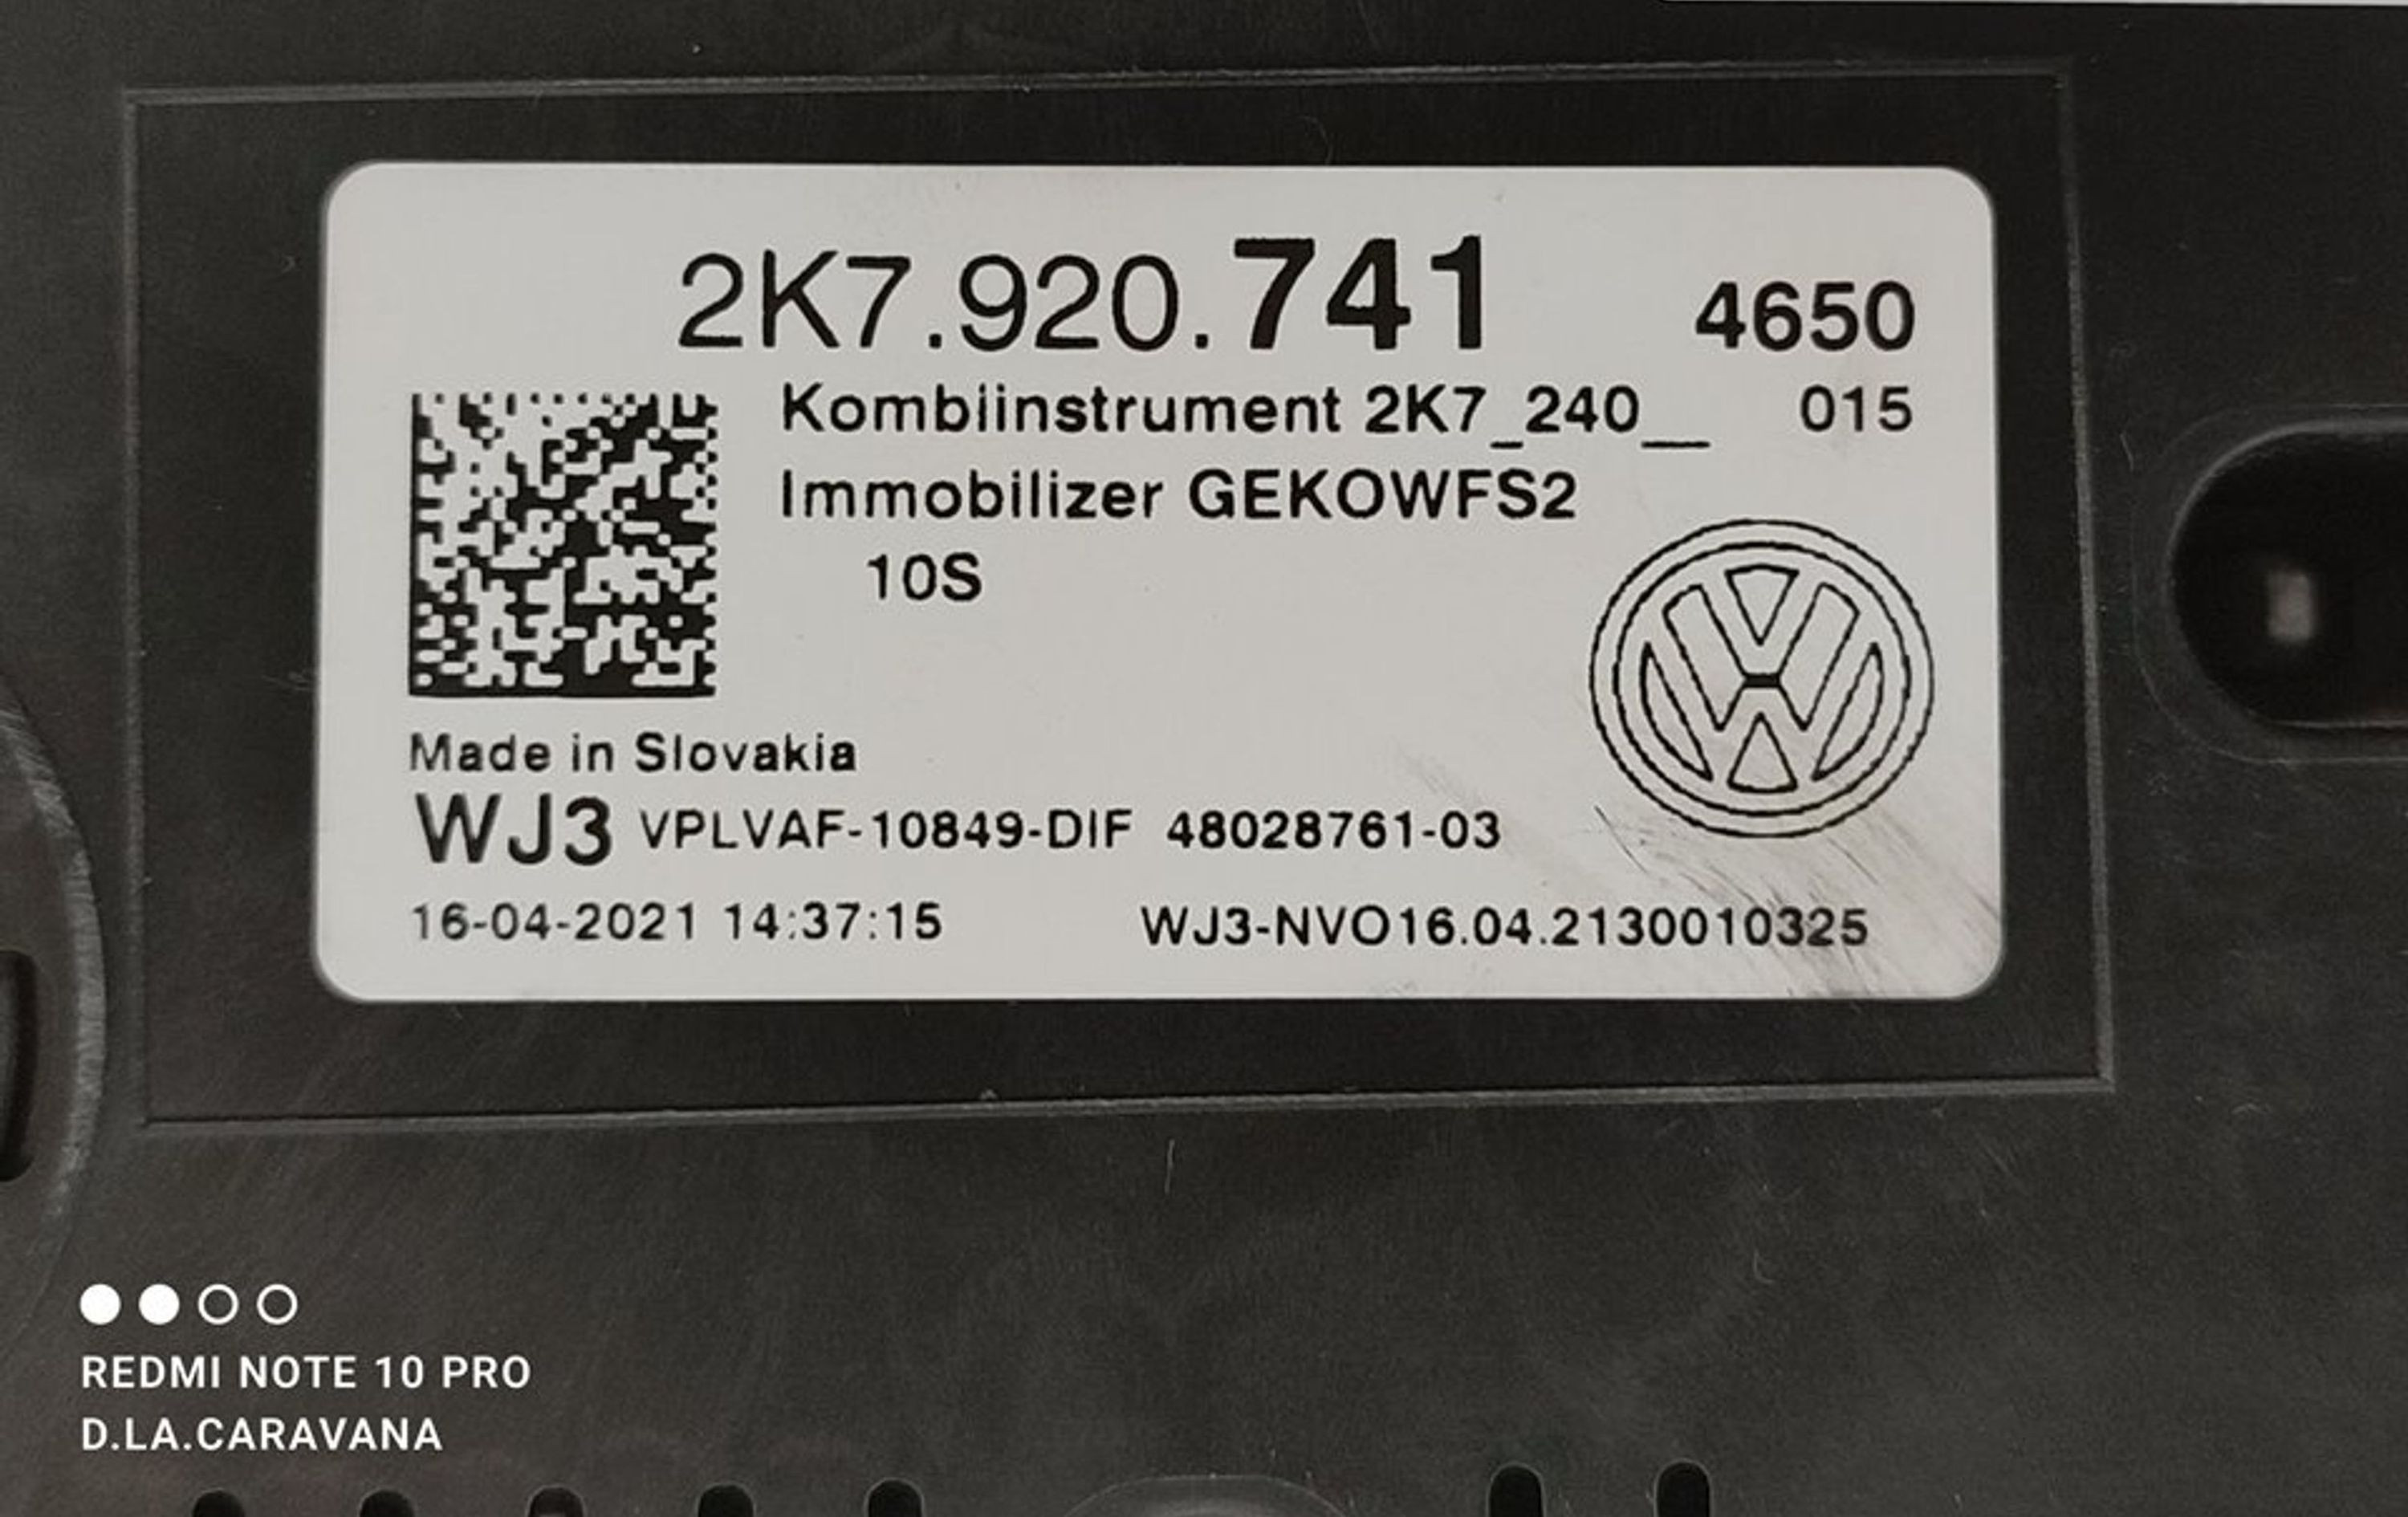 2K7.920.741 4650
Kombiinstrument 2K7_240__ 015
Immobilizer GEKOWFS2
10S
Made in Slovakia
WJ3 VPLVAF-10849-DIF 48028761-03
16-04-2021 14:37:15 WJ3-NVO16.04.2130010325
REDMI NOTE 10 PRO
D.LA.CARAVANA